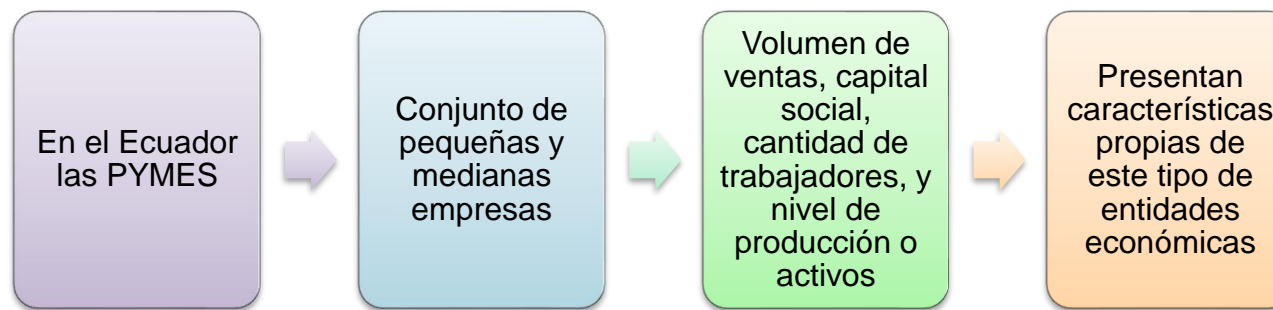 En el Ecuador
las PYMES
Conjunto de
pequeñas y
medianas
empresas
Volumen de
ventas, capital
social,
cantidad de
trabajadores, y
nivel de
producción o
activos
Presentan
características
propias de
este tipo de
entidades
económicas